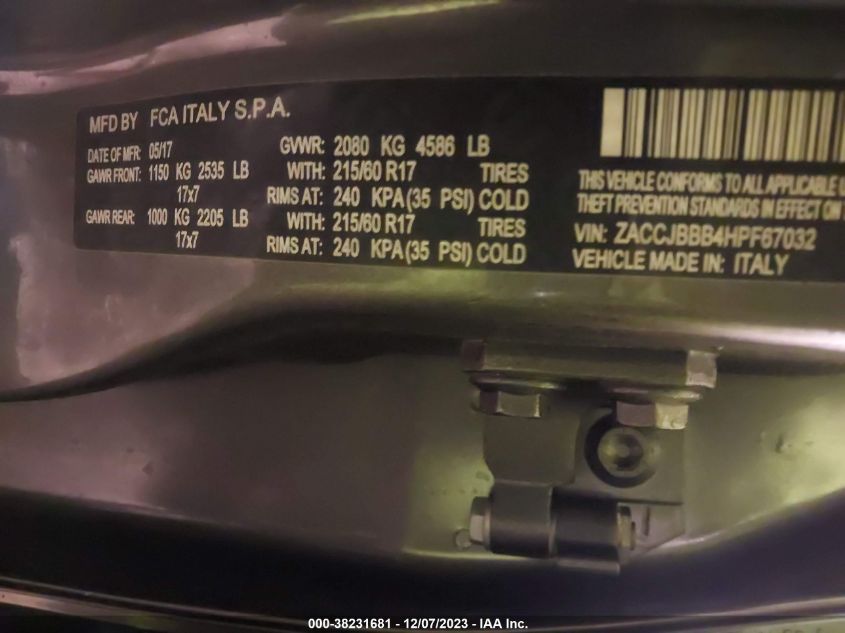 MFD BY FCA ITALY S.P.A.
DATE OF MFR: 05/17 GVWR: 2080 KG 4586 LB
GAWR FRONT: 1150 KG 2535 LB WITH: 215/60 R17 TIRES
17x7 RIMS AT: 240 KPA (35 PSI) COLD
GAWR REAR: 1000 KG 2205 LB WITH: 215/60 R17 TIRES
17x7 RIMS AT: 240 KPA (35 PSI) COLD
THIS VEHICLE CONFORMS TO ALL APPLICABLE
THEFT PREVENTION STANDARDS IN EFFECT ON
VIN: ZACCJBBB4HPF67032
VEHICLE MADE IN: ITALY
000-38231681 - 12/07/2023 - IAA Inc.